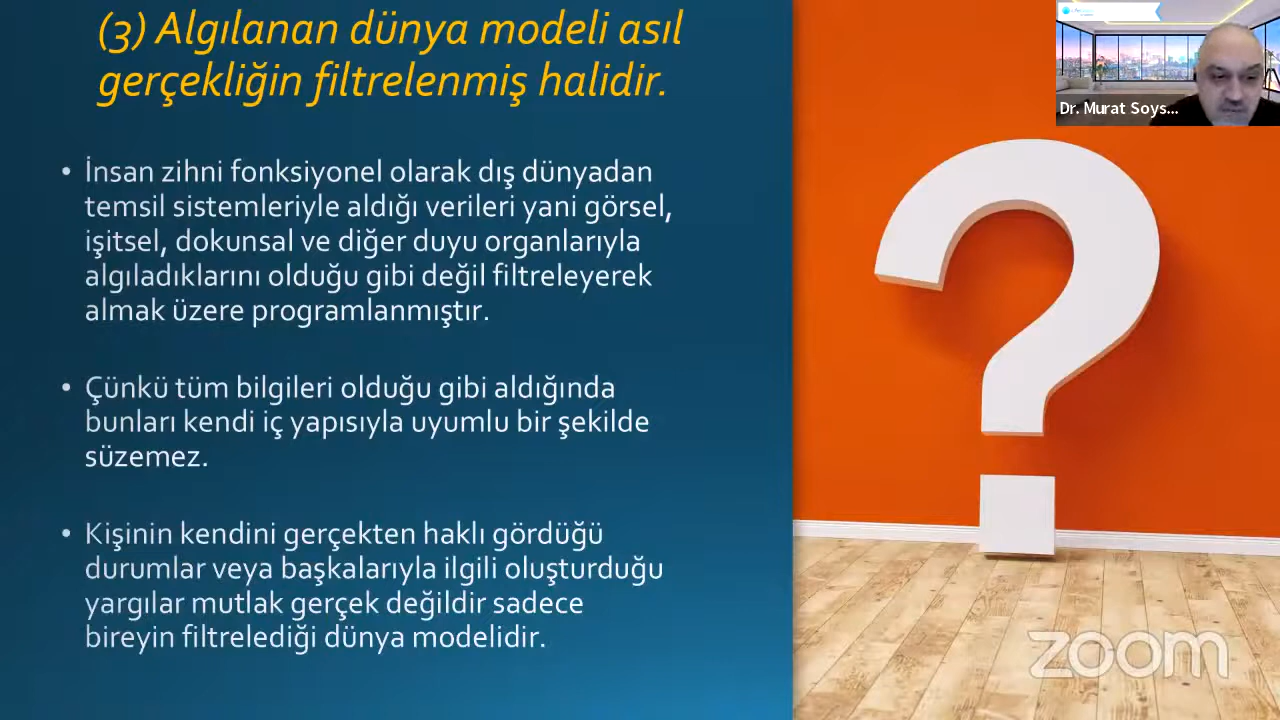 (3) Algılanan dünya modeli asıl
gerçekliğin filtrelenmiş halidir.
• İnsan zihni fonksiyonel olarak dış dünyadan
temsil sistemleriyle aldığı verileri yani görsel,
işitsel, dokunsal ve diğer duyu organlarıyla
algıladıklarını olduğu gibi değil filtreleyerek
almak üzere programlanmıştır.
• Çünkü tüm bilgileri olduğu gibi aldığında
bunları kendi iç yapısıyla uyumlu bir şekilde
süzemez.
• Kişinin kendini gerçekten haklı gördüğü
durumlar veya başkalarıyla ilgili oluşturduğu
yargılar mutlak gerçek değildir sadece
bireyin filtrelediği dünya modelidir.
Dr. Murat Soys...
zoom